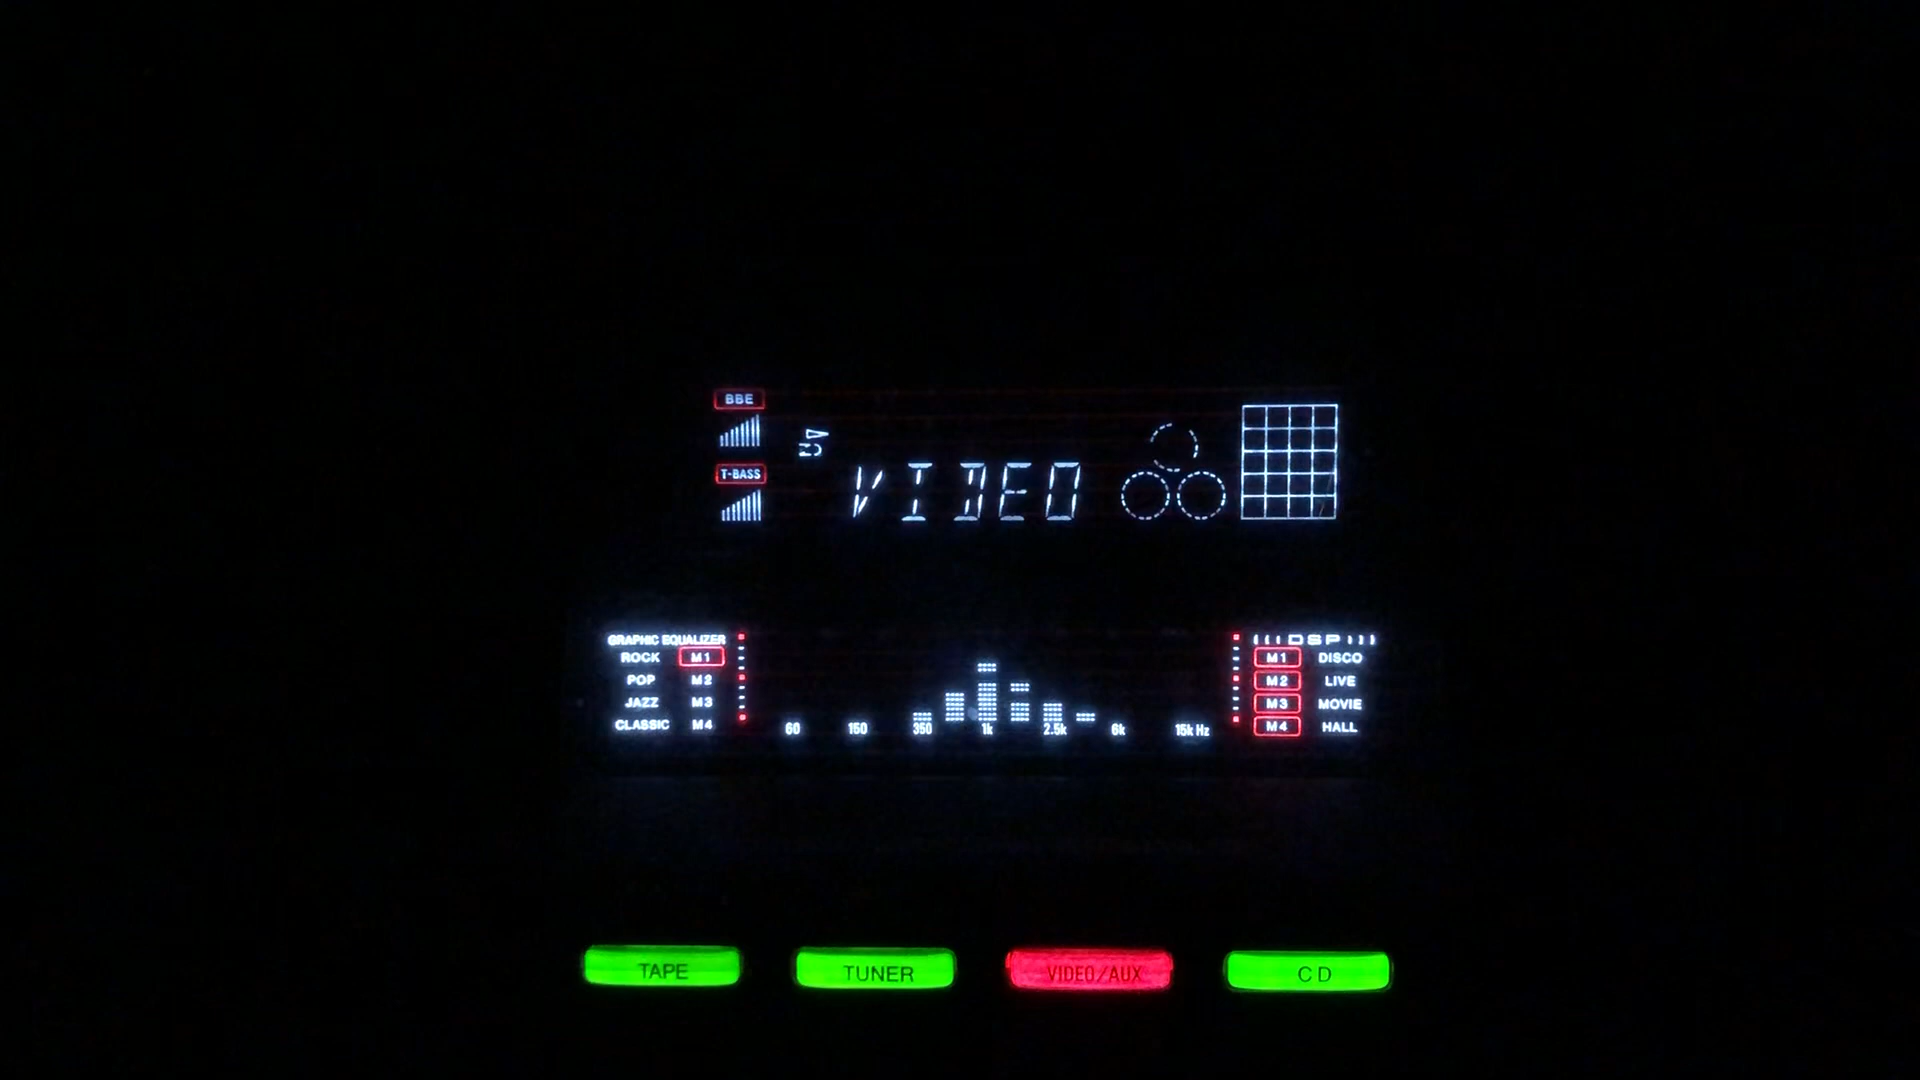 BBE
T-BASS
VIDEO
GRAPHIC EQUALIZER
ROCK M1
POP M2
JAZZ M3
CLASSIC M4
60 150 350 1k 2.5k 6k 15k Hz
DSP
M1 DISCO
M2 LIVE
M3 MOVIE
M4 HALL
TAPE TUNER VIDEO/AUX CD